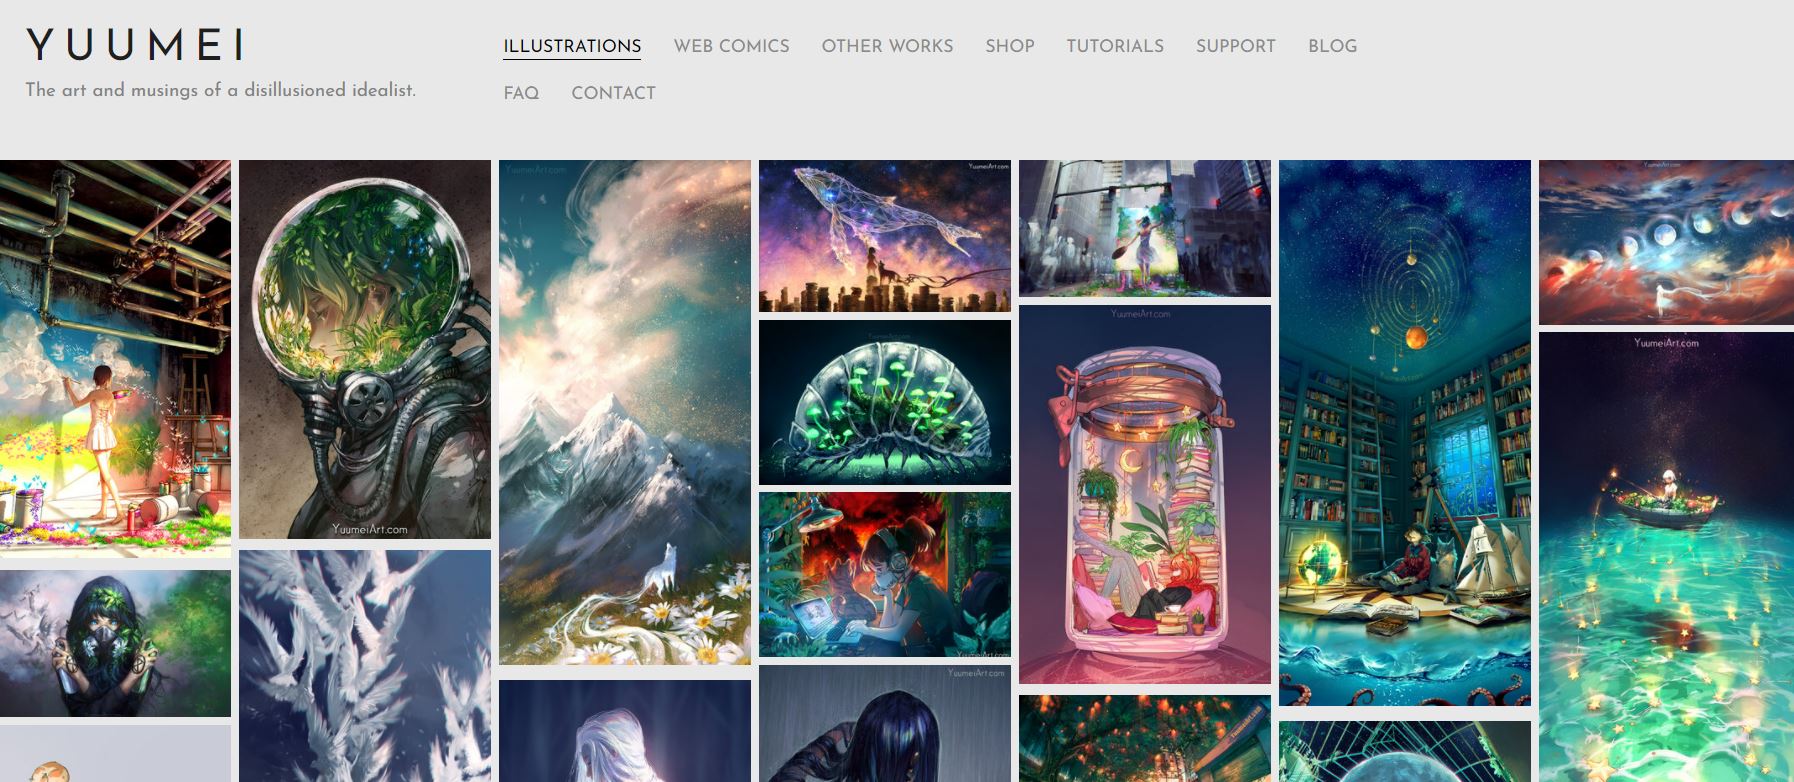 YUUMEI
The art and musings of a disillusioned idealist.
ILLUSTRATIONS WEB COMICS OTHER WORKS SHOP TUTORIALS SUPPORT BLOG
FAQ CONTACT
YuumeiArt.com
YuumeiArt.com
YuumeiArt.com
YuumeiArt.com
YuumeiArt.com
YuumeiArt.com
YuumeiArt.com
YuumeiArt.com